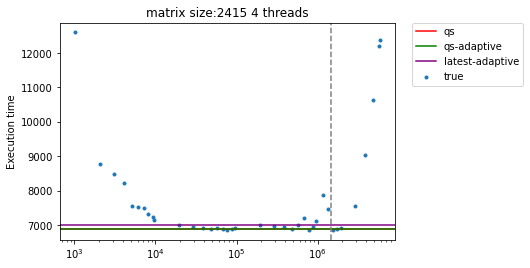 matrix size:2415 4 threads
Execution time
12000
11000
10000
9000
8000
7000
10³
10⁴
10⁵
10⁶
qs
qs-adaptive
latest-adaptive
true